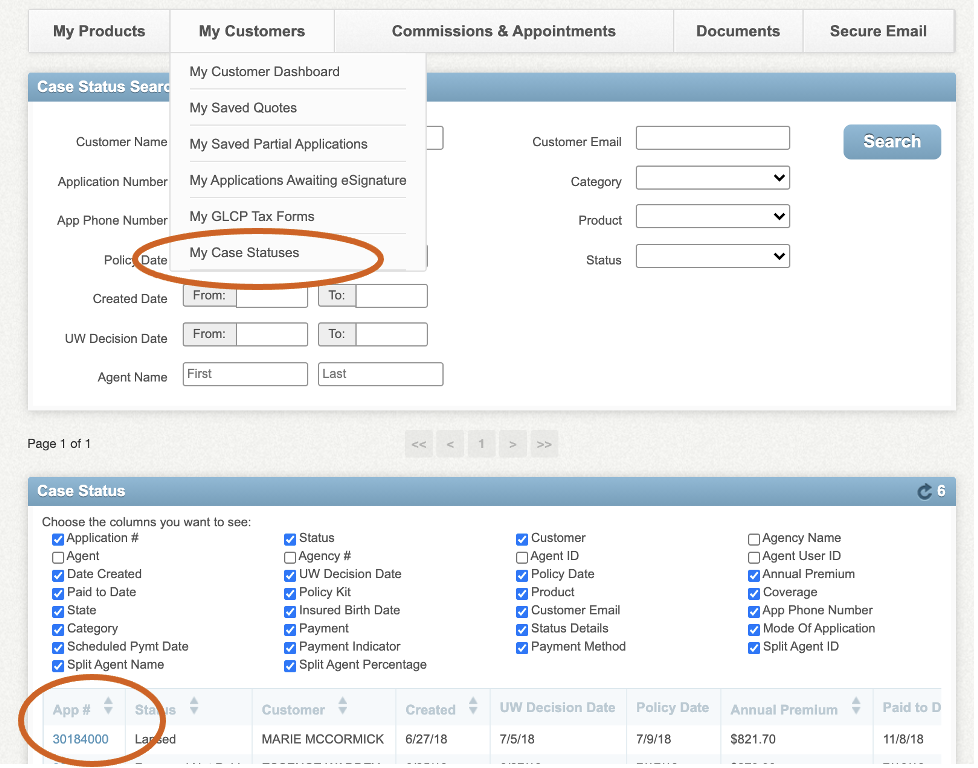 My Products My Customers Commissions & Appointments Documents Secure Email
My Customer Dashboard
My Saved Quotes
My Saved Partial Applications
My Applications Awaiting eSignature
My GLCP Tax Forms
My Case Statuses
Case Status Searc
Customer Name Customer Email Search
Application Number Category
App Phone Number Product
Policy Date Status
Created Date From: To:
UW Decision Date From: To:
Agent Name First Last
Page 1 of 1 << < 1 > >>
Case Status 6
Choose the columns you want to see:
Application # Status Customer Agency Name
Agent Agency # Agent ID Agent User ID
Date Created UW Decision Date Policy Date Annual Premium
Paid to Date Policy Kit Product Coverage
State Insured Birth Date Customer Email App Phone Number
Category Payment Status Details Mode Of Application
Scheduled Pymt Date Payment Indicator Payment Method Split Agent ID
Split Agent Name Split Agent Percentage
App # Status Customer Created UW Decision Date Policy Date Annual Premium Paid to D
30184000 Lapsed MARIE MCCORMICK 6/27/18 7/5/18 7/9/18 $821.70 11/8/18